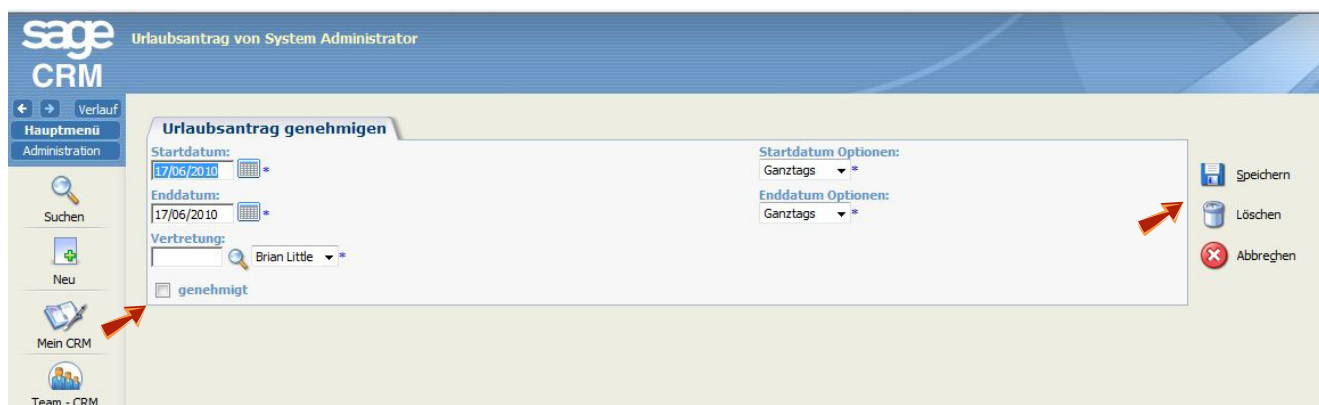 sage
CRM
Urlaubsantrag von System Administrator
Verlauf
Hauptmenü
Administration
Suchen
Neu
Mein CRM
Team - CRM
Urlaubsantrag genehmigen
Startdatum:
17/06/2010 *
Enddatum:
17/06/2010 *
Vertretung:
Brian Little *
genehmigt
Startdatum Optionen:
Ganztags *
Enddatum Optionen:
Ganztags *
Speichern
Löschen
Abbrechen